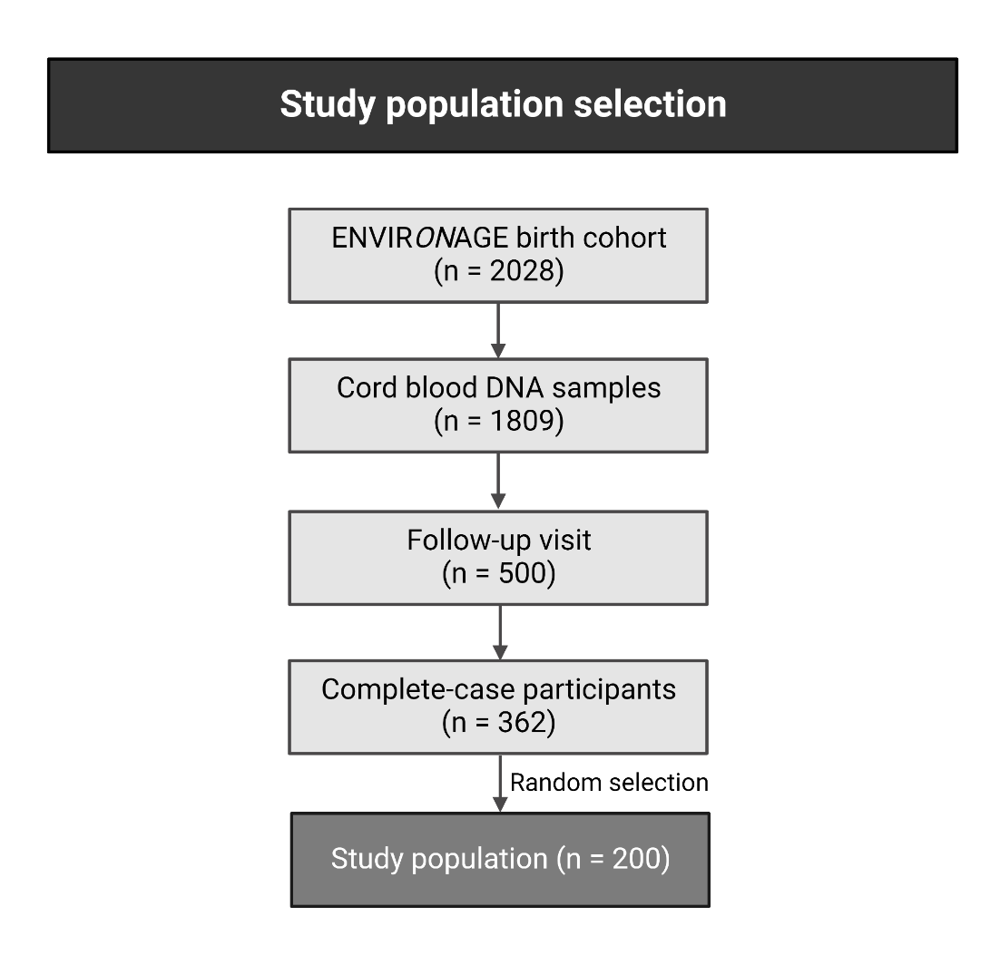 Study population selection
ENVIRONAGE birth cohort
(n = 2028)
Cord blood DNA samples
(n = 1809)
Follow-up visit
(n = 500)
Complete-case participants
(n = 362)
Random selection
Study population (n = 200)